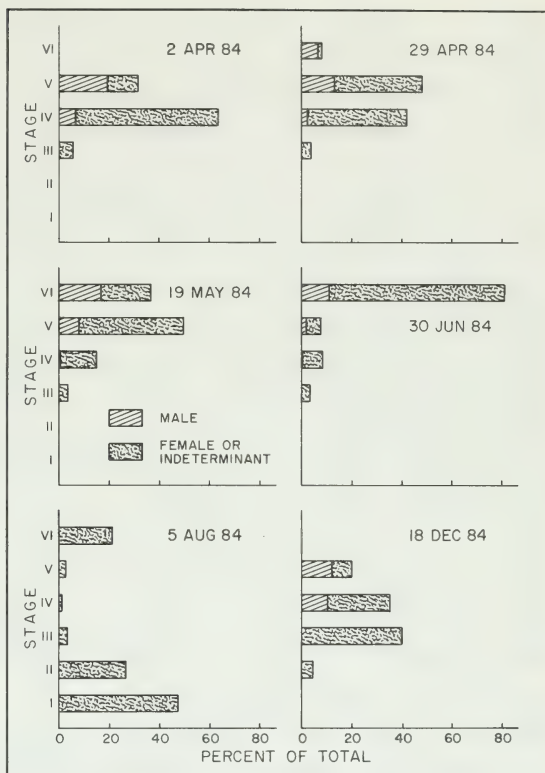 2 APR 84
29 APR 84
STAGE
VI
V
IV
III
II
I
19 MAY 84
30 JUN 84
STAGE
VI
V
IV
III
II
I
MALE
FEMALE OR
INDETERMINANT
5 AUG 84
18 DEC 84
STAGE
VI
V
IV
III
II
I
0 20 40 60 80
0 20 40 60 80
PERCENT OF TOTAL